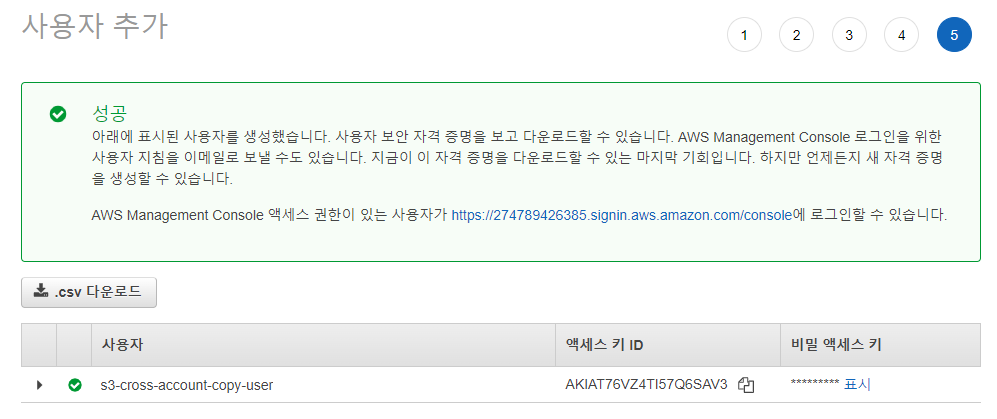 사용자 추가
1 2 3 4 5
성공
아래에 표시된 사용자를 생성했습니다. 사용자 보안 자격 증명을 보고 다운로드할 수 있습니다. AWS Management Console 로그인을 위한
사용자 지침을 이메일로 보낼 수도 있습니다. 지금이 이 자격 증명을 다운로드할 수 있는 마지막 기회입니다. 하지만 언제든지 새 자격 증명
을 생성할 수 있습니다.
AWS Management Console 액세스 권한이 있는 사용자가 https://274789426385.signin.aws.amazon.com/console에 로그인할 수 있습니다.
.csv 다운로드
사용자 액세스 키 ID 비밀 액세스 키
s3-cross-account-copy-user AKIAT76VZ4TI57Q6SAV3 ********* 표시